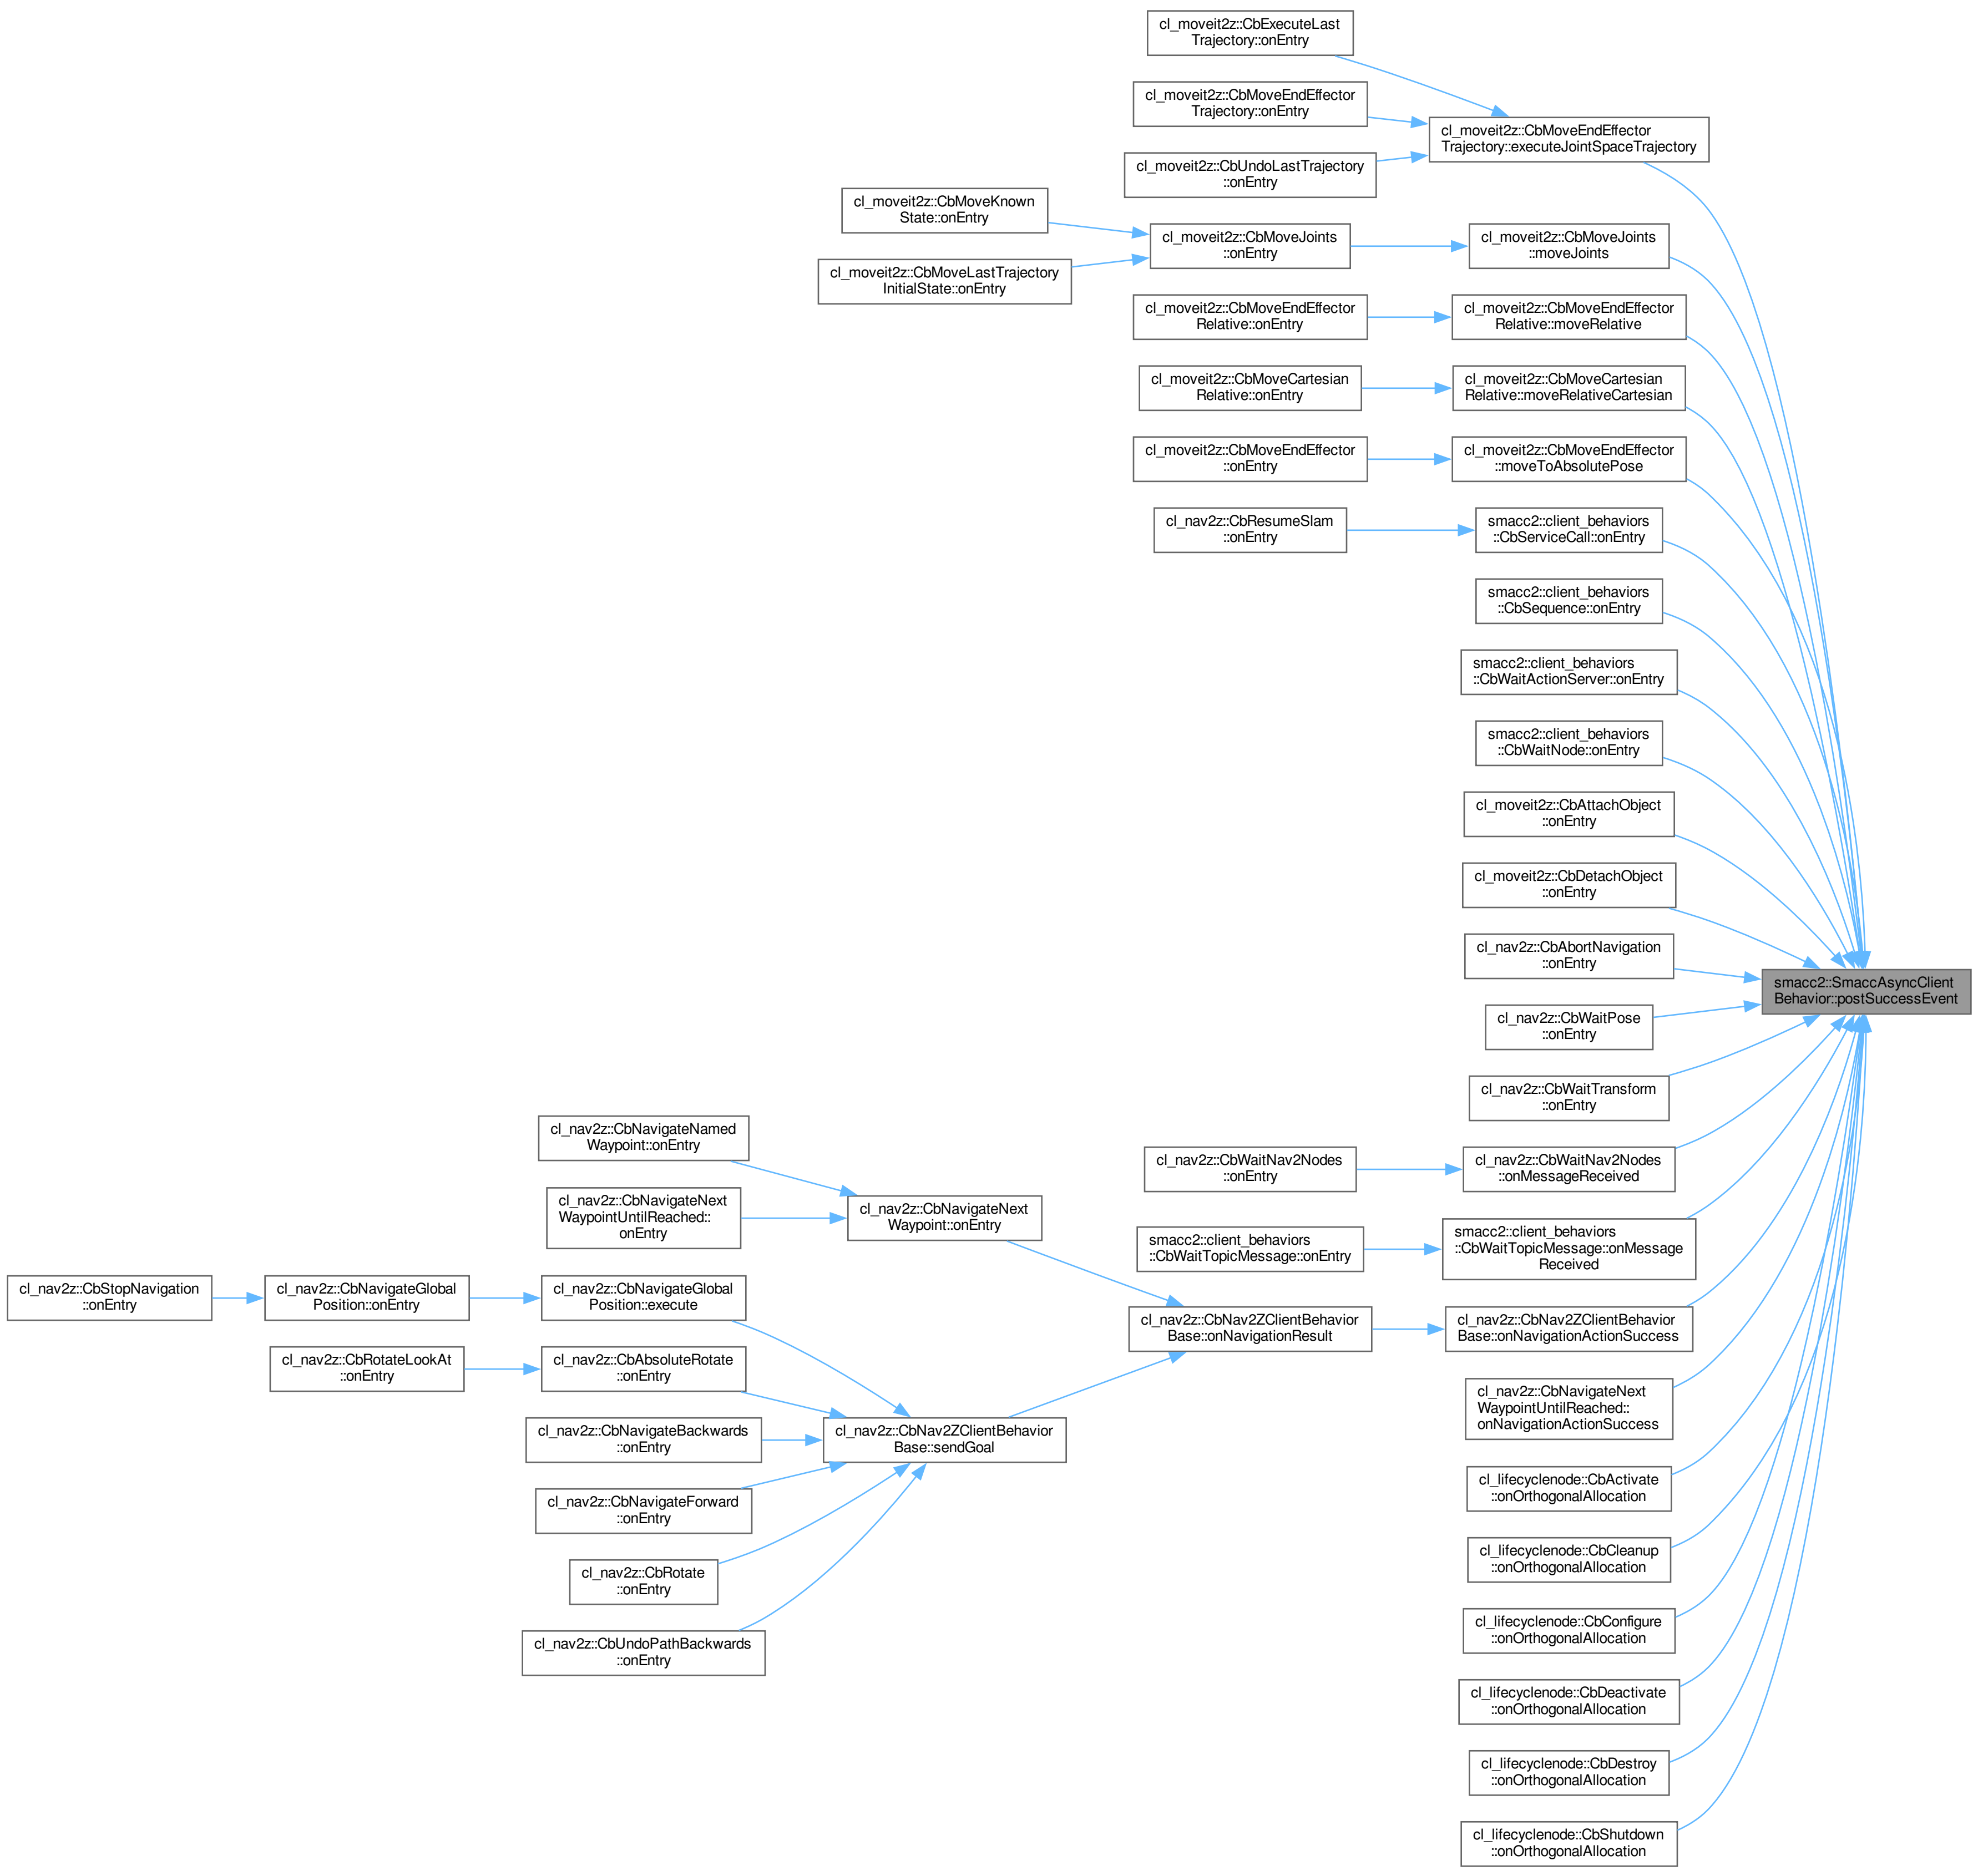 cl_moveit2z::CbExecuteLast
Trajectory::onEntry
cl_moveit2z::CbMoveEndEffector
Trajectory::onEntry
cl_moveit2z::CbMoveEndEffector
Trajectory::executeJointSpaceTrajectory
cl_moveit2z::CbUndoLastTrajectory
::onEntry
cl_moveit2z::CbMoveKnown
State::onEntry
cl_moveit2z::CbMoveJoints
::onEntry
cl_moveit2z::CbMoveJoints
::moveJoints
cl_moveit2z::CbMoveLastTrajectory
InitialState::onEntry
cl_moveit2z::CbMoveEndEffector
Relative::onEntry
cl_moveit2z::CbMoveEndEffector
Relative::moveRelative
cl_moveit2z::CbMoveCartesian
Relative::onEntry
cl_moveit2z::CbMoveCartesian
Relative::moveRelativeCartesian
cl_moveit2z::CbMoveEndEffector
::onEntry
cl_moveit2z::CbMoveEndEffector
::moveToAbsolutePose
cl_nav2z::CbResumeSlam
::onEntry
smacc2::client_behaviors
::CbServiceCall::onEntry
smacc2::client_behaviors
::CbSequence::onEntry
smacc2::client_behaviors
::CbWaitActionServer::onEntry
smacc2::client_behaviors
::CbWaitNode::onEntry
cl_moveit2z::CbAttachObject
::onEntry
cl_moveit2z::CbDetachObject
::onEntry
cl_nav2z::CbAbortNavigation
::onEntry
smacc2::SmaccAsyncClient
Behavior::postSuccessEvent
cl_nav2z::CbWaitPose
::onEntry
cl_nav2z::CbWaitTransform
::onEntry
cl_nav2z::CbNavigateNamed
Waypoint::onEntry
cl_nav2z::CbWaitNav2Nodes
::onEntry
cl_nav2z::CbWaitNav2Nodes
::onMessageReceived
cl_nav2z::CbNavigateNext
WaypointUntilReached::
onEntry
cl_nav2z::CbNavigateNext
Waypoint::onEntry
smacc2::client_behaviors
::CbWaitTopicMessage::onEntry
smacc2::client_behaviors
::CbWaitTopicMessage::onMessage
Received
cl_nav2z::CbStopNavigation
::onEntry
cl_nav2z::CbNavigateGlobal
Position::onEntry
cl_nav2z::CbNavigateGlobal
Position::execute
cl_nav2z::CbNav2ZClientBehavior
Base::onNavigationResult
cl_nav2z::CbNav2ZClientBehavior
Base::onNavigationActionSuccess
cl_nav2z::CbRotateLookAt
::onEntry
cl_nav2z::CbAbsoluteRotate
::onEntry
cl_nav2z::CbNavigateNext
WaypointUntilReached::
onNavigationActionSuccess
cl_nav2z::CbNavigateBackwards
::onEntry
cl_nav2z::CbNav2ZClientBehavior
Base::sendGoal
cl_lifecyclenode::CbActivate
::onOrthogonalAllocation
cl_nav2z::CbNavigateForward
::onEntry
cl_lifecyclenode::CbCleanup
::onOrthogonalAllocation
cl_nav2z::CbRotate
::onEntry
cl_lifecyclenode::CbConfigure
::onOrthogonalAllocation
cl_nav2z::CbUndoPathBackwards
::onEntry
cl_lifecyclenode::CbDeactivate
::onOrthogonalAllocation
cl_lifecyclenode::CbDestroy
::onOrthogonalAllocation
cl_lifecyclenode::CbShutdown
::onOrthogonalAllocation